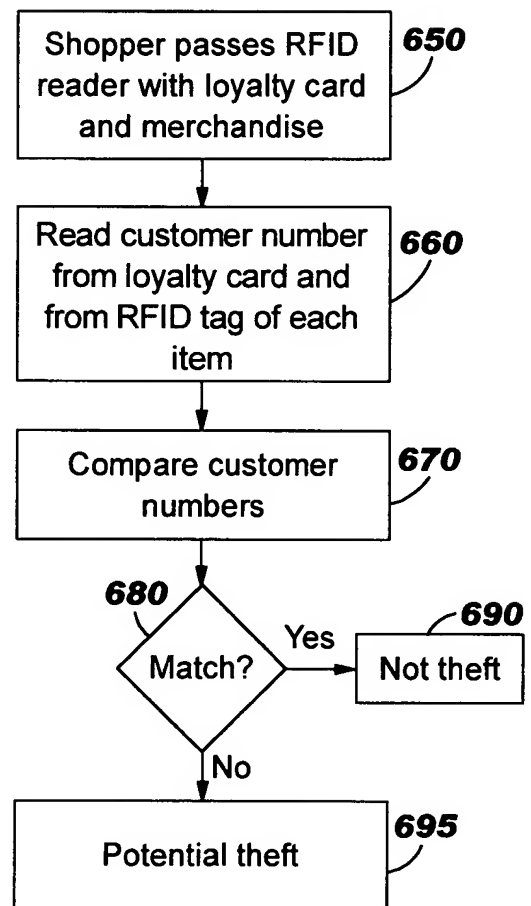 Shopper passes RFID
reader with loyalty card
and merchandise
650
Read customer number
from loyalty card and
from RFID tag of each
item
660
Compare customer
numbers
670
680
Match?
Yes
690
Not theft
No
Potential theft
695